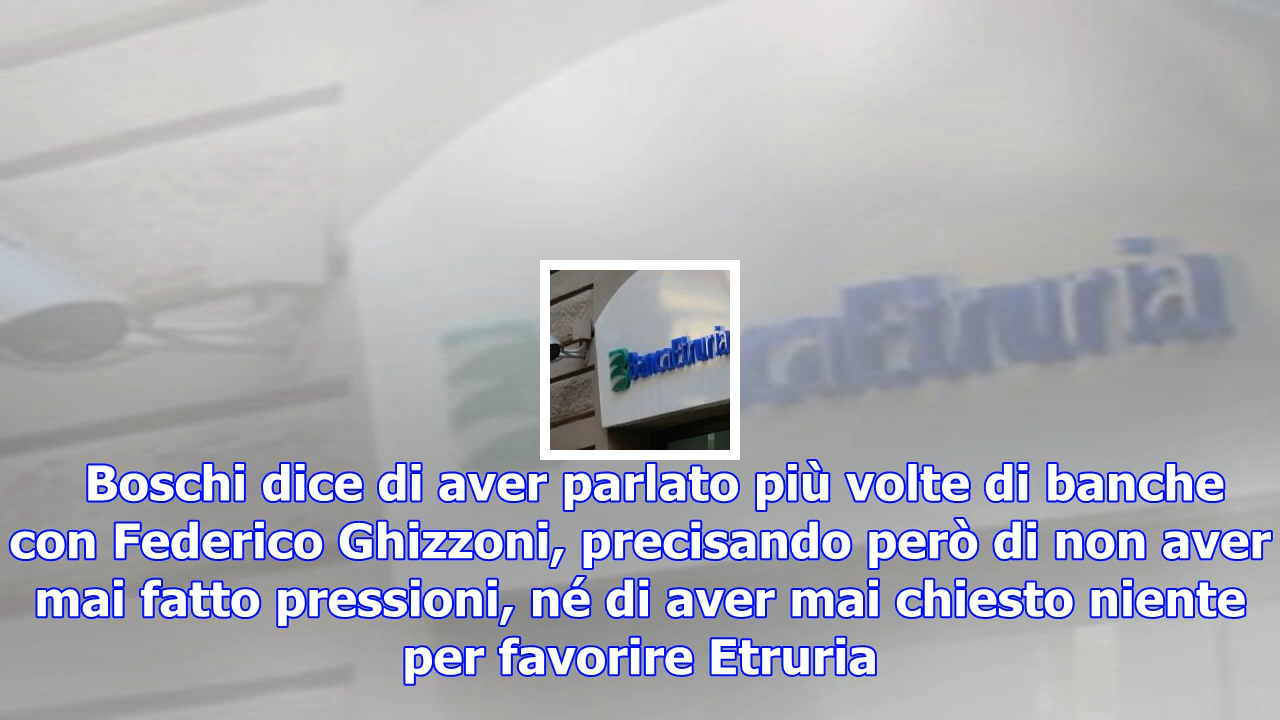 BancaEtruria
Boschi dice di aver parlato più volte di banche
con Federico Ghizzoni, precisando però di non aver
mai fatto pressioni, né di aver mai chiesto niente
per favorire Etruria